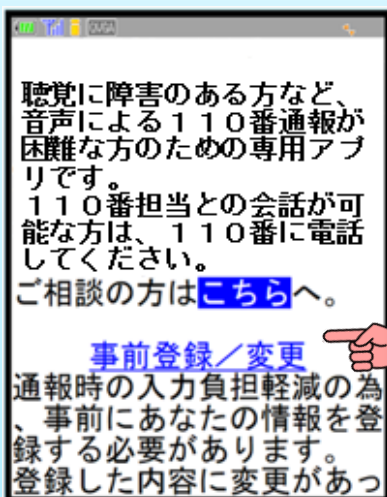 聴覚に障害のある方など、
音声による１１０番通報が
困難な方のための専用アプ
リです。
１１０番担当との会話が可
能な方は、１１０番に電話
してください。
ご相談の方はこちらへ。
事前登録／変更
通報時の入力負担軽減の為
、事前にあなたの情報を登
録する必要があります。
登録した内容に変更があっ